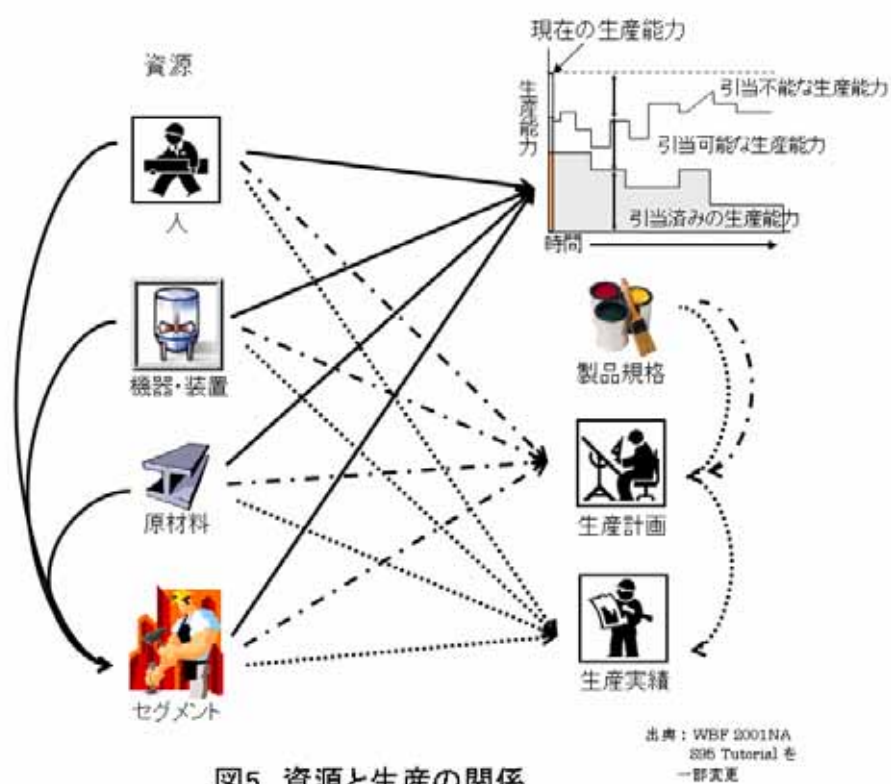 現在の生産能力
資源
生産能力
引当不能な生産能力
引当可能な生産能力
引当済みの生産能力
時間
人
機器・装置
製品規格
原材料
生産計画
セグメント
生産実績
出典：WBF 2001NA
S95 Tutorial を
一部変更
図5 資源と生産の関係